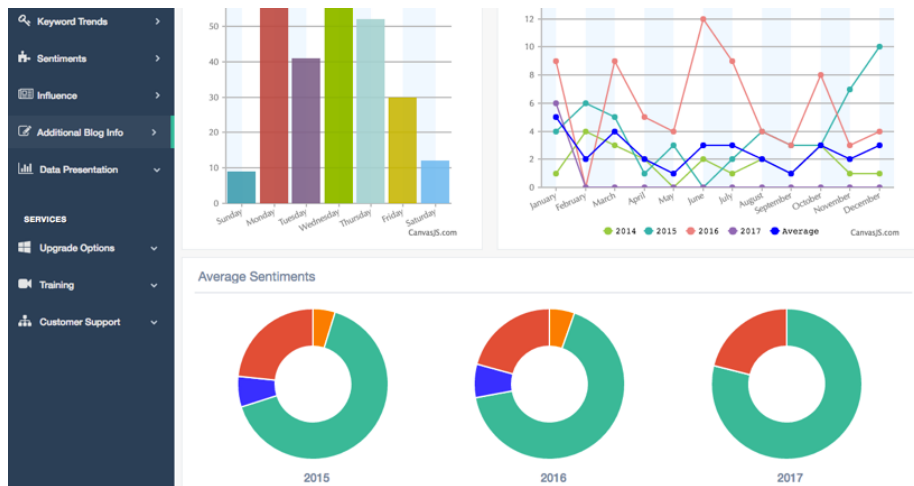 Keyword Trends
Sentiments
Influence
Additional Blog Info
Data Presentation
SERVICES
Upgrade Options
Training
Customer Support
50
40
30
20
10
0
Sunday
Monday
Tuesday
Wednesday
Thursday
Friday
Saturday
CanvasJS.com
12
10
8
6
4
2
0
January
February
March
April
May
June
July
August
September
October
November
December
2014 2015 2016 2017 Average
CanvasJS.com
Average Sentiments
2015 2016 2017